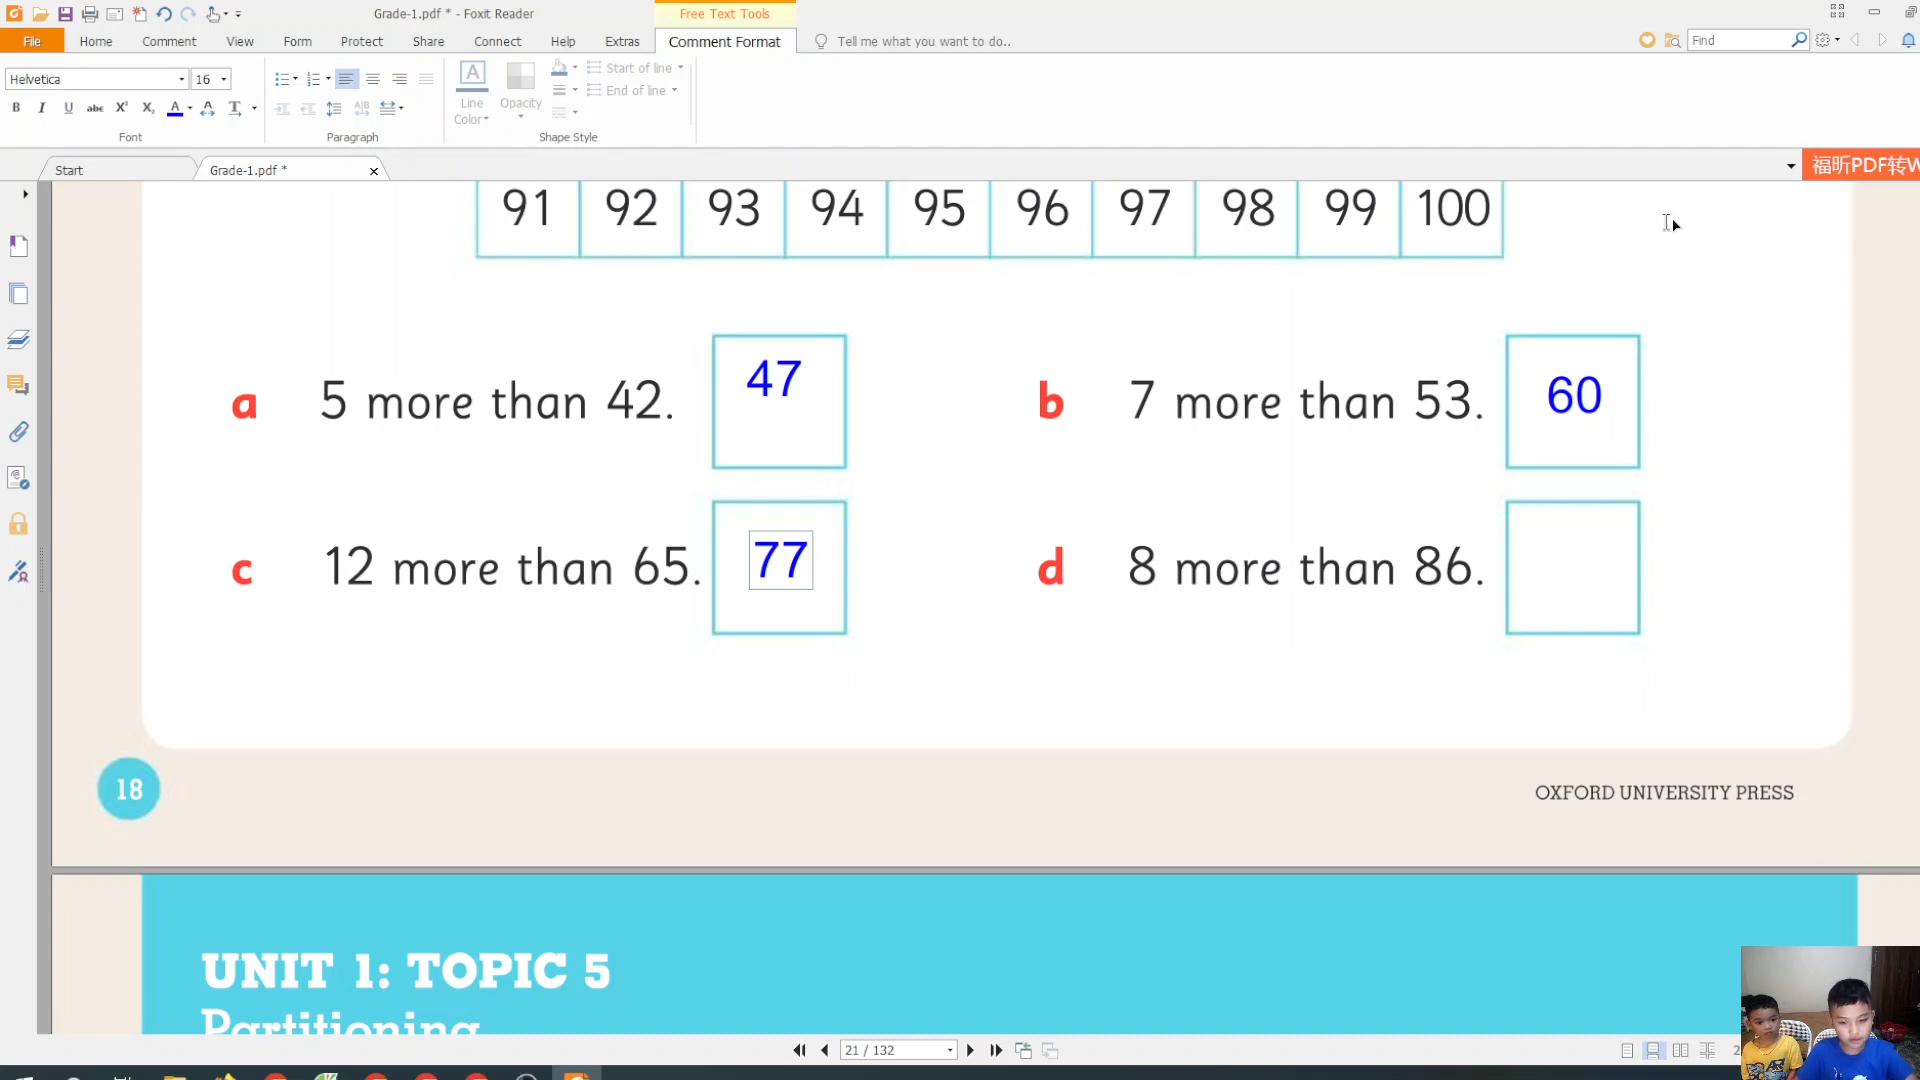 Grade-1.pdf * - Foxit Reader
Free Text Tools
File Home Comment View Form Protect Share Connect Help Extras Comment Format Tell me what you want to do.. Find
Helvetica 16
Start of line
End of line
Line Color
Opacity
Font Paragraph Shape Style
Start Grade-1.pdf *
福昕PDF转W
91 92 93 94 95 96 97 98 99 100
a 5 more than 42. 47
b 7 more than 53. 60
c 12 more than 65. 77
d 8 more than 86.
18
OXFORD UNIVERSITY PRESS
UNIT 1: TOPIC 5
Partitioning
21 / 132